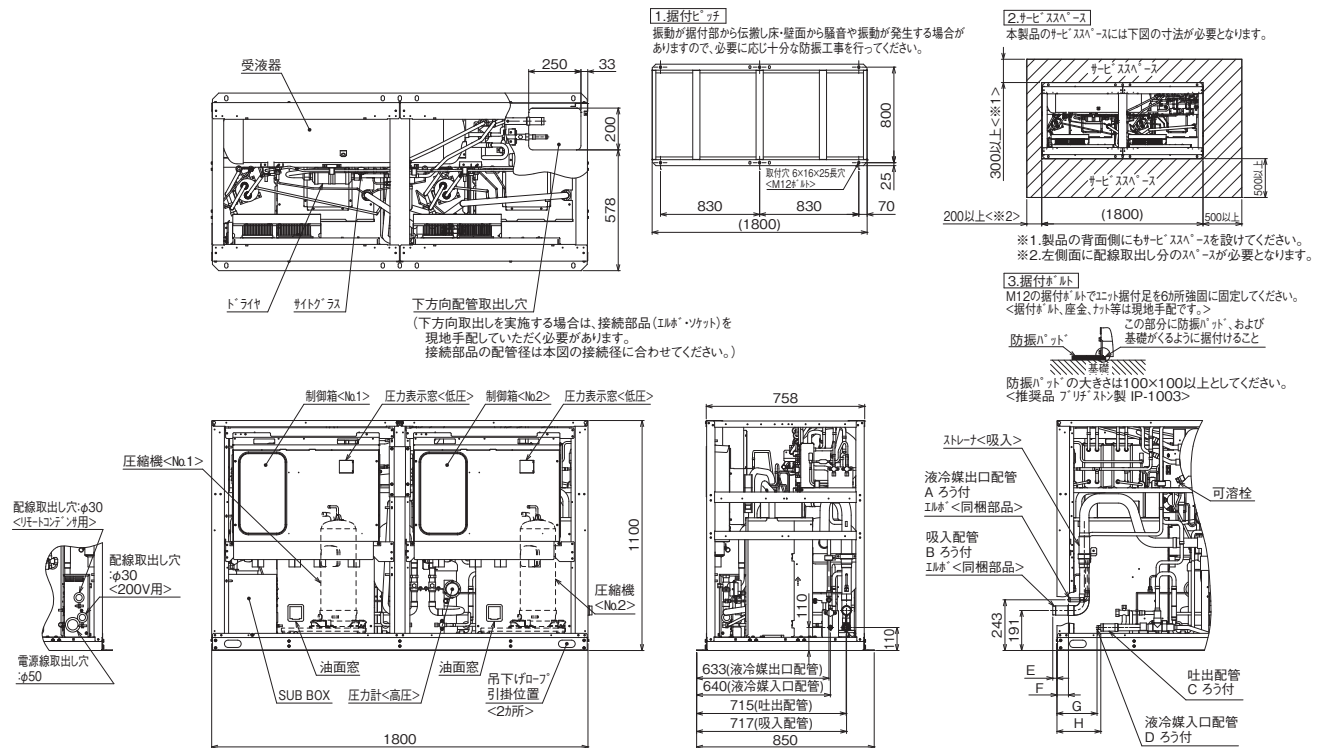 受液器
250
33
200
578
ドライヤ
サイトグラス
下方向配管取出し穴
(下方向取出しを実施する場合は、接続部品(エルボ・ソケット)を
現地手配していただく必要があります。
接続部品の配管径は本図の接続径に合わせてください。)
1.据付ピッチ
振動が据付部から伝搬し床・壁面から騒音や振動が発生する場合が
ありますので、必要に応じ十分な防振工事を行ってください。
800
取付穴 6×16×25長穴
<M12ボルト>
25
830
830
70
(1800)
2.サービススペース
本製品のサービススペースには下図の寸法が必要となります。
サービススペース
300以上<※1>
サービススペース
500以上
200以上<※2>
(1800)
500以上
※1.製品の背面側にもサービススペースを設けてください。
※2.左側面に配線取出し分のスペースが必要となります。
3.据付ボルト
M12の据付ボルトでユニット据付足を6か所強固に固定してください。
<据付ボルト、座金、ナット等は現地手配です。>
防振パッド
この部分に防振パッド、および
基礎がくるように据付けること
基礎
防振パッドの大きさは100×100以上としてください。
<推奨品 ブリヂストン製 IP-1003>
制御箱<No.1>
圧力表示窓<低圧>
制御箱<No.2>
圧力表示窓<低圧>
圧縮機<No.1>
配線取出し穴:φ30
<リモートコンデンサ用>
配線取出し穴
:φ30
<200V用>
電源線取出し穴
:φ50
SUB BOX
油面窓
圧力計<高圧>
油面窓
吊下げロープ
引掛位置
<2カ所>
圧縮機
<No.2>
1100
1800
758
110
110
633(液冷媒出口配管)
640(液冷媒入口配管)
715(吐出配管)
717(吸入配管)
850
ストレーナ<吸入>
液冷媒出口配管
A ろう付
エルボ<同梱部品>
吸入配管
B ろう付
エルボ<同梱部品>
可溶栓
243
191
E
F
G
H
吐出配管
C ろう付
液冷媒入口配管
D ろう付